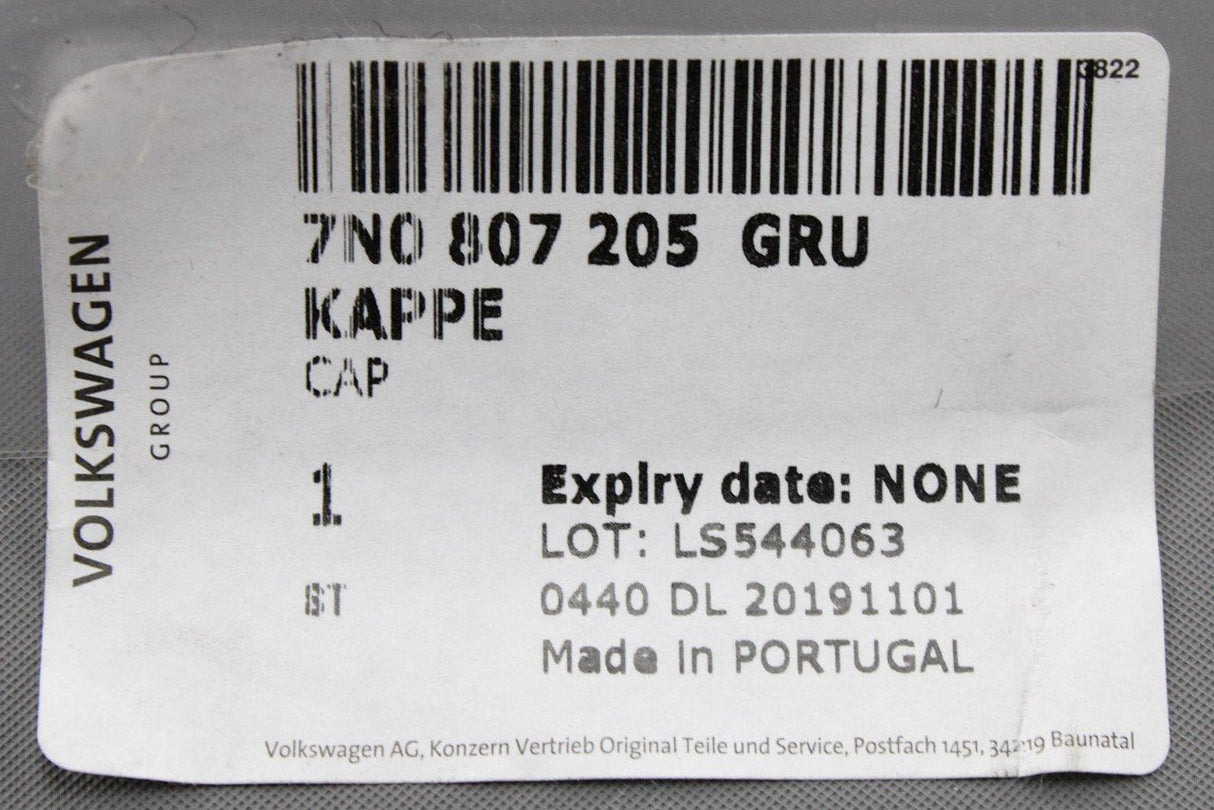 3822
7N0 807 205 GRU
KAPPE
CAP
1
Expiry date: NONE
LOT: LS544063
ST
0440 DL 20191101
Made in PORTUGAL
VOLKSWAGEN
GROUP
Volkswagen AG, Konzern Vertrieb Original Teile und Service, Postfach 1451, 34219 Baunatal